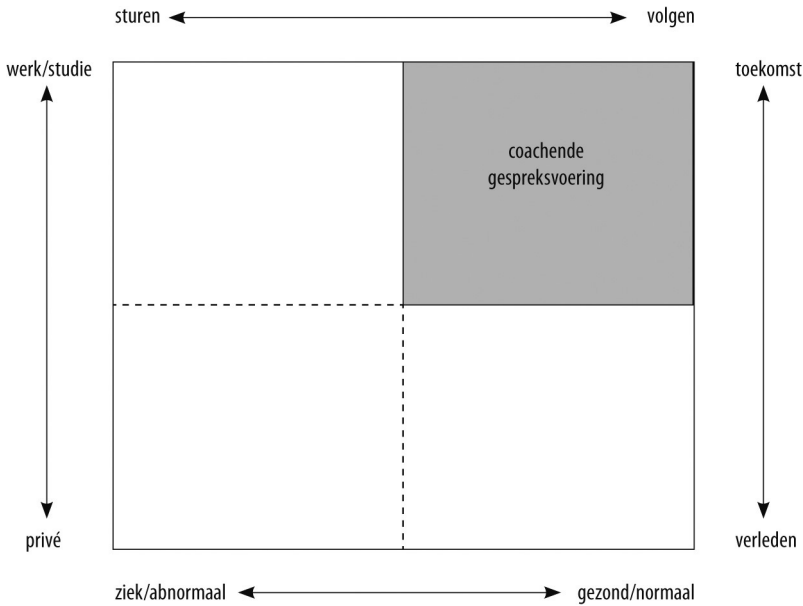 sturen
volgen
werk/studie
toekomst
coachende
gespreksvoering
privé
verleden
ziek/abnormaal
gezond/normaal